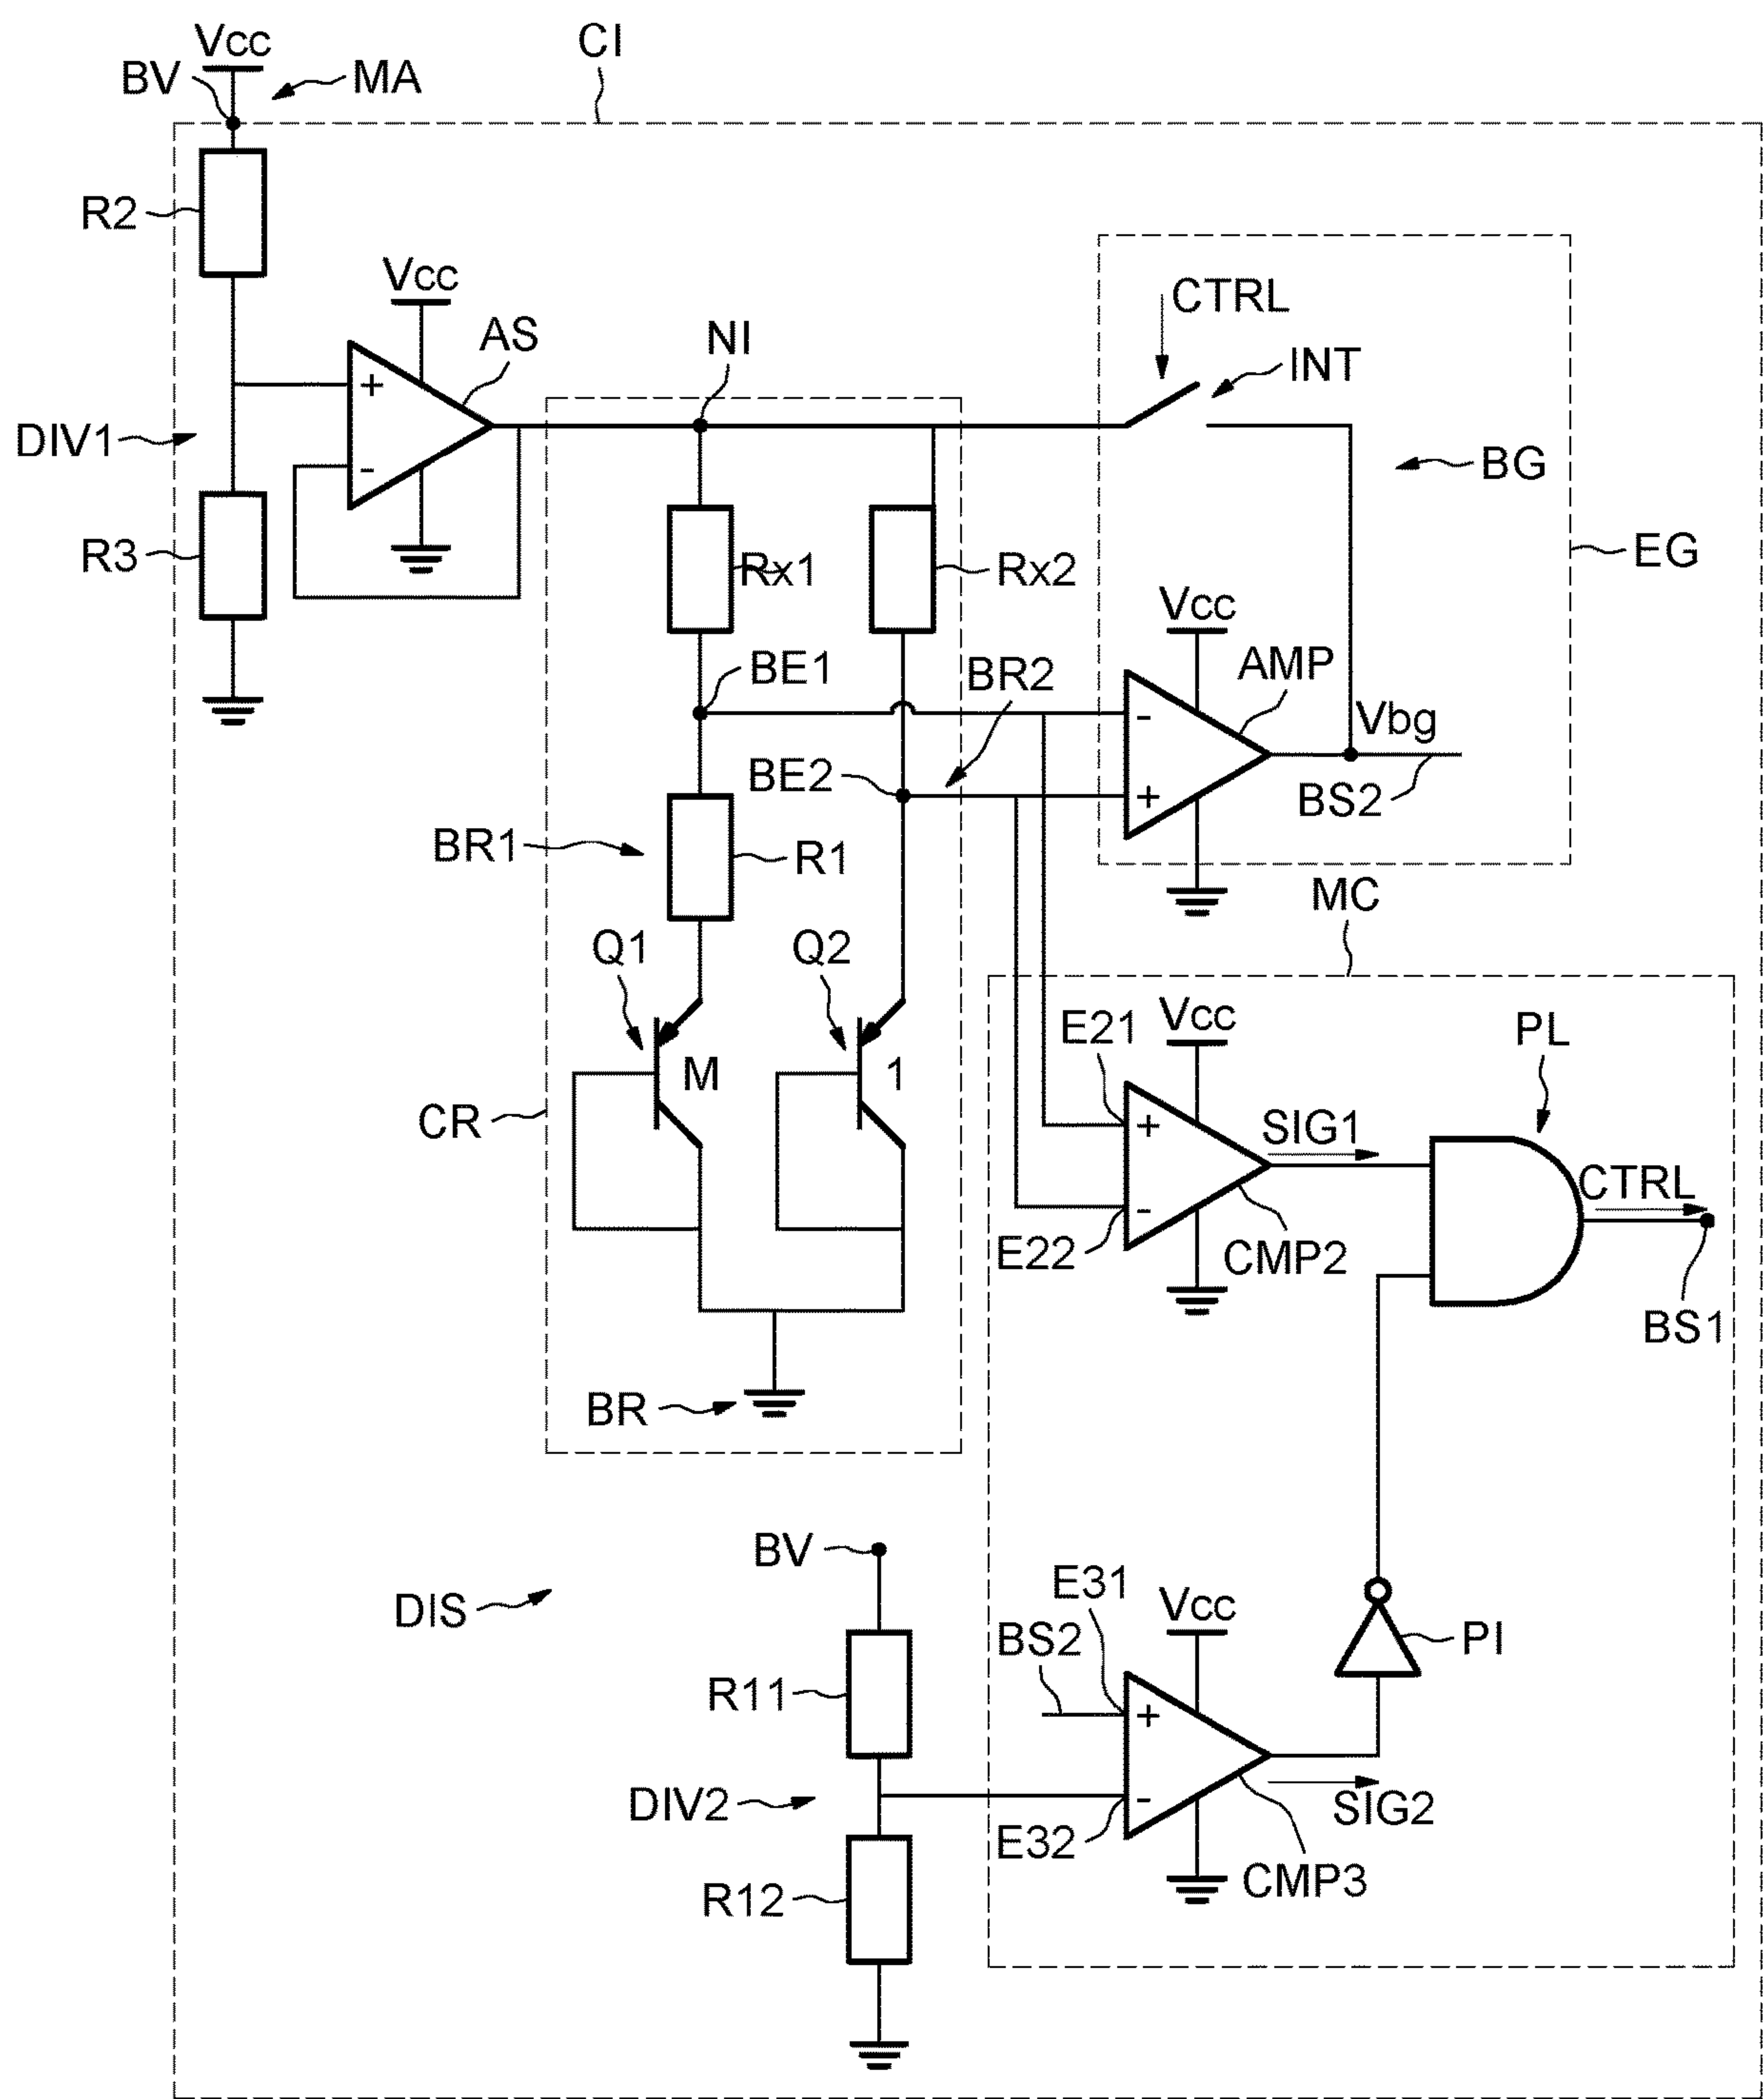 Vcc
CI
BV
MA
R2
Vcc
CTRL
AS
NI
INT
+
DIV1
BG
-
R3
Rx1
Rx2
EG
Vcc
BE1
BR2
AMP
-
Vbg
BE2
+
BS2
BR1
R1
MC
Q1
Q2
Vcc
E21
PL
M
1
CR
+
SIG1
CTRL
-
E22
CMP2
BS1
BR
BV
E31
Vcc
DIS
BS2
PI
R11
+
DIV2
-
SIG2
E32
CMP3
R12